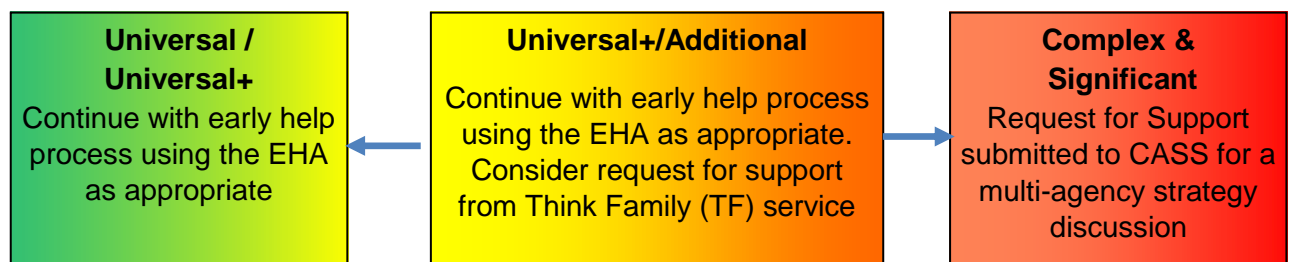 Universal /
Universal+
Continue with early help
process using the EHA
as appropriate
Universal+/Additional
Continue with early help process
using the EHA as appropriate.
Consider request for support
from Think Family (TF) service
Complex &
Significant
Request for Support
submitted to CASS for a
multi-agency strategy
discussion